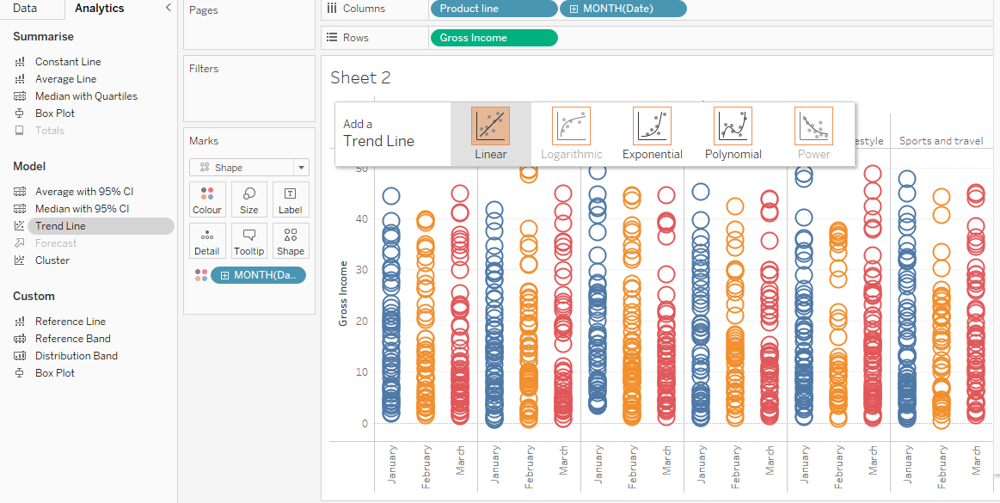 Data
Analytics
Summarise
Constant Line
Average Line
Median with Quartiles
Box Plot
Totals
Model
Average with 95% CI
Median with 95% CI
Trend Line
Forecast
Cluster
Custom
Reference Line
Reference Band
Distribution Band
Box Plot
Pages
Filters
Marks
Shape
Colour Size Label
Detail Tooltip Shape
MONTH(Da..
Columns Product line MONTH(Date)
Rows Gross Income
Sheet 2
Add a
Trend Line
Linear Logarithmic Exponential Polynomial Power
estyle Sports and travel
50
40
30
20
10
0
Gross Income
January February March January February March January February March January February March January February March January February March